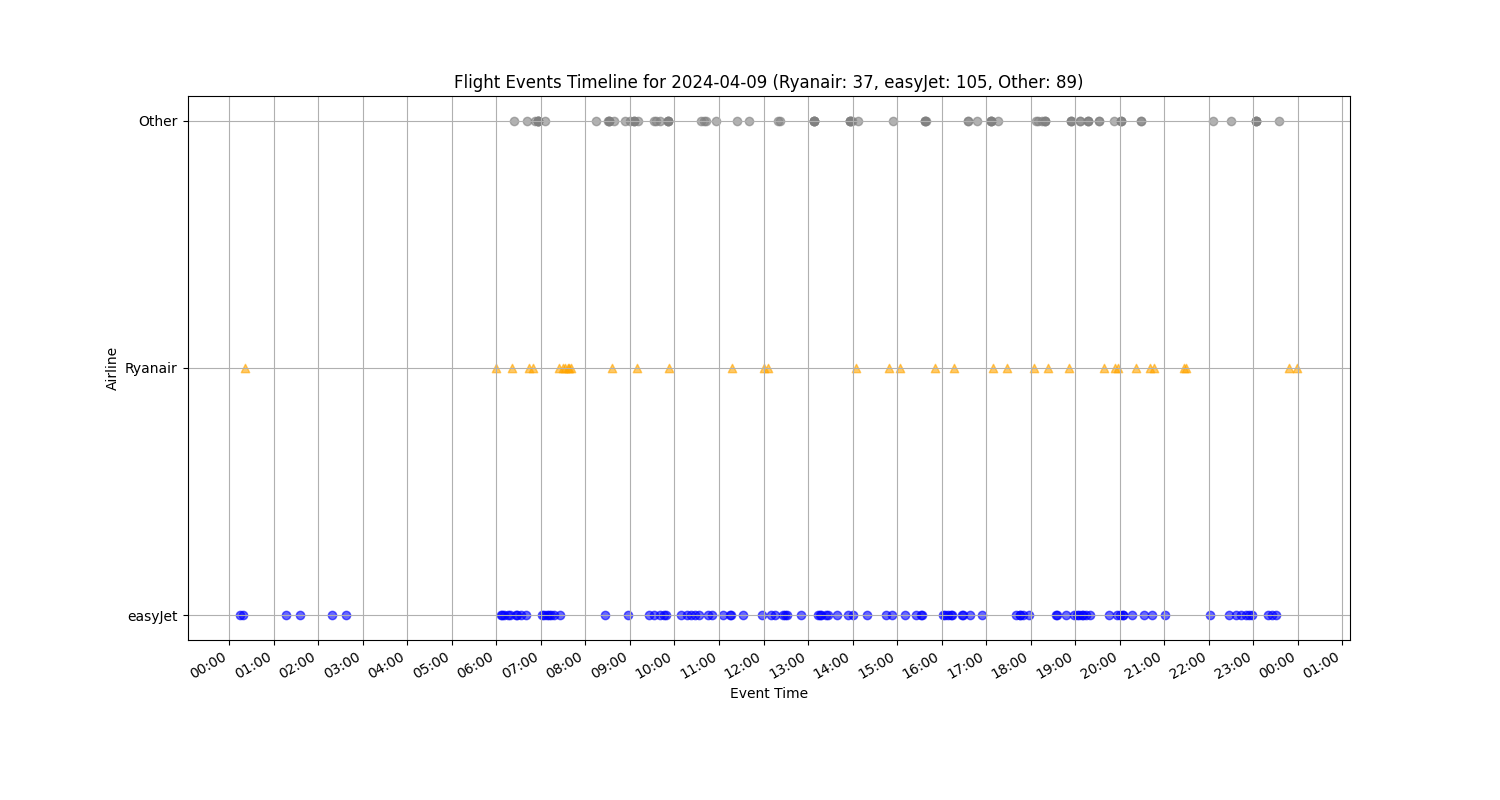 Flight Events Timeline for 2024-04-09 (Ryanair: 37, easyJet: 105, Other: 89)
Other
Ryanair
easyJet
Airline
00:00 01:00 02:00 03:00 04:00 05:00 06:00 07:00 08:00 09:00 10:00 11:00 12:00 13:00 14:00 15:00 16:00 17:00 18:00 19:00 20:00 21:00 22:00 23:00 00:00 01:00
Event Time